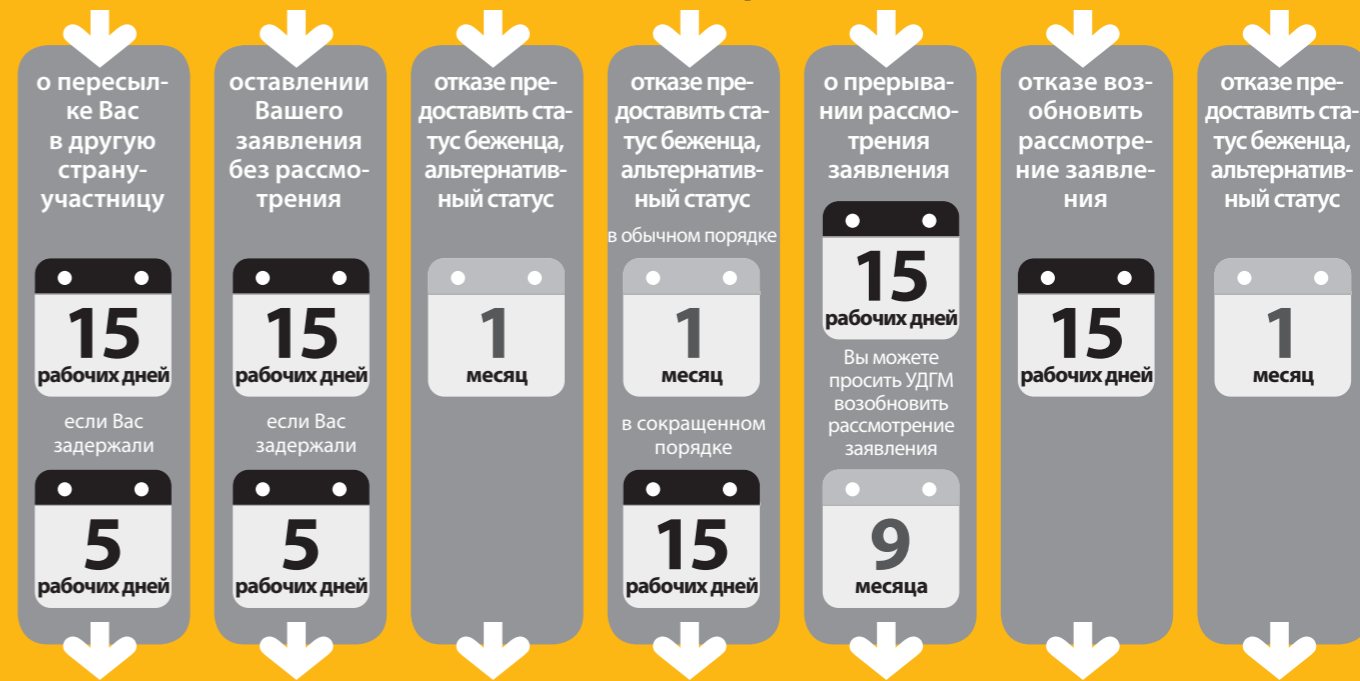 о пересыл-
ке Вас
в другую
страну-
участницу
15
рабочих дней
если Вас
задержали
5
рабочих дней
оставлении
Вашего
заявления
без рассмо-
трения
15
рабочих дней
если Вас
задержали
5
рабочих дней
отказе пре-
доставить ста-
тус беженца,
альтернатив-
ный статус
1
месяц
отказе пре-
доставить ста-
тус беженца,
альтернатив-
ный статус
в обычном порядке
1
месяц
в сокращенном
порядке
15
рабочих дней
о прерыва-
нии рассмо-
трения
заявления
15
рабочих дней
Вы можете
просить УДГМ
возобновить
рассмотрение
заявления
9
месяца
отказе воз-
обновить
рассмотре-
ние заявле-
ния
15
рабочих дней
отказе пре-
доставить ста-
тус беженца,
альтернатив-
ный статус
1
месяц